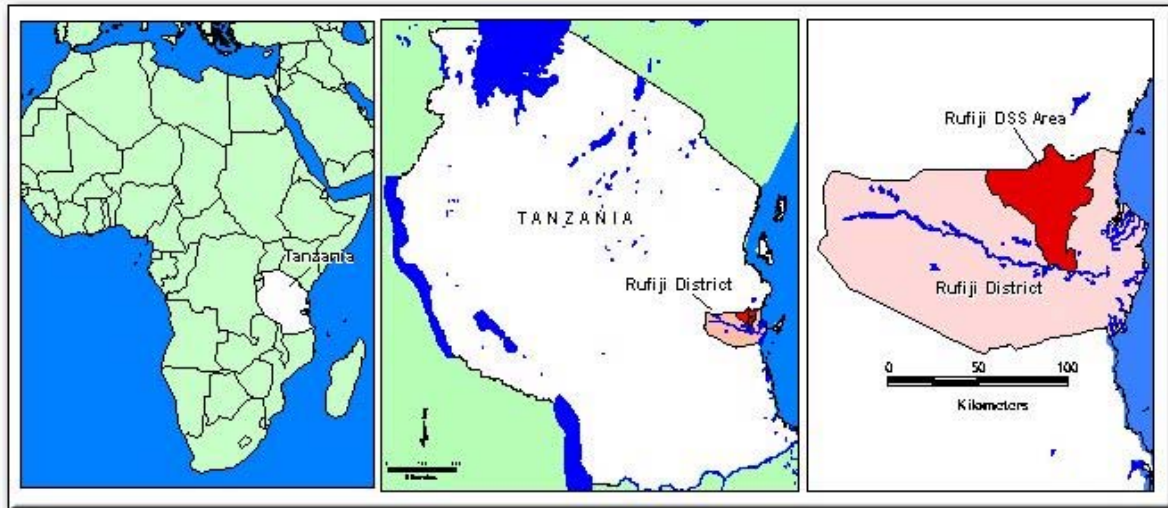 Tanzania
TANZANIA
Rufiji District
Rufiji DSS Area
Rufiji District
0 50 100
Kilometers